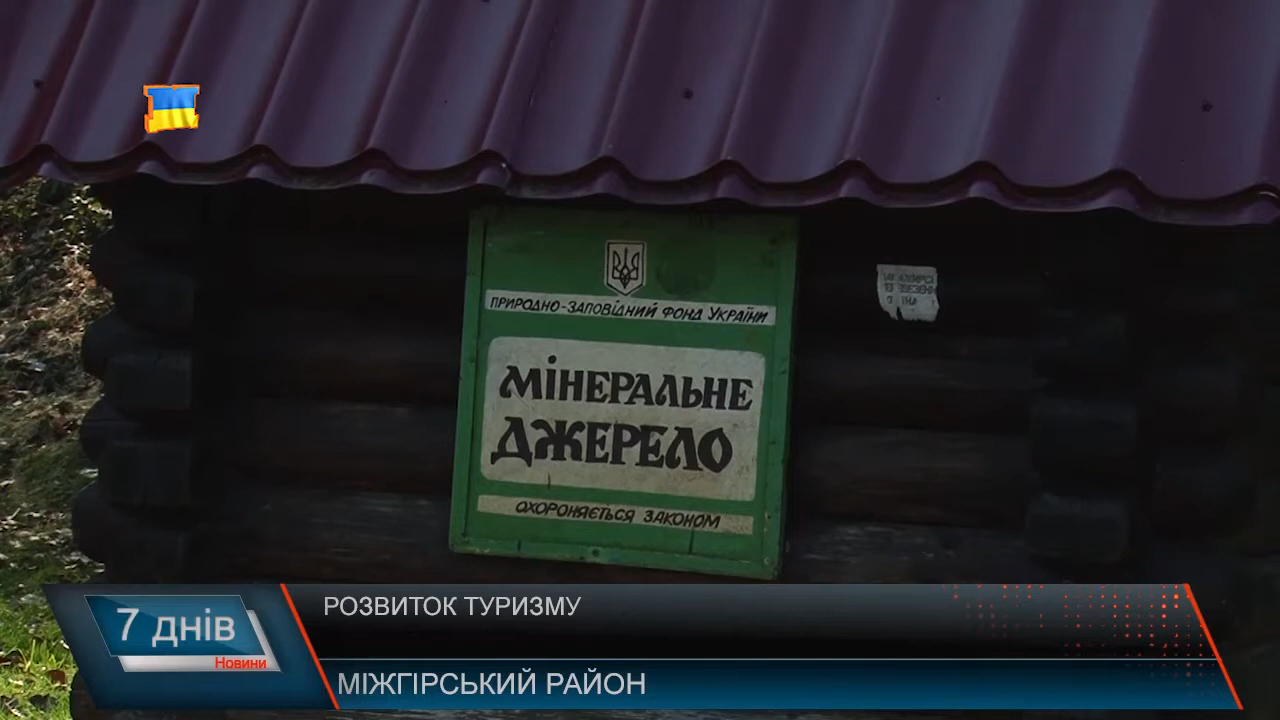 ПРИРОДНО-ЗАПОВІДНИЙ ФОНД УКРАЇНИ
МІНЕРАЛЬНЕ
ДЖЕРЕЛО
ОХОРОНЯЄТЬСЯ ЗАКОНОМ
7 днів
Новини
РОЗВИТОК ТУРИЗМУ
МІЖГІРСЬКИЙ РАЙОН